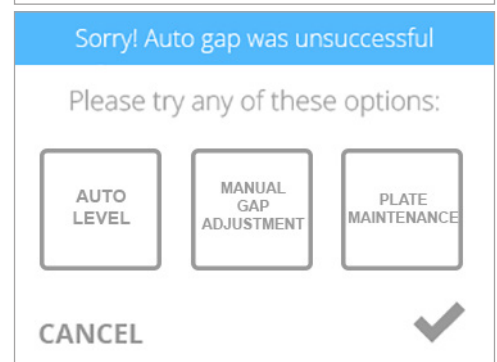 Sorry! Auto gap was unsuccessful
Please try any of these options:
AUTO
LEVEL
MANUAL
GAP
ADJUSTMENT
PLATE
MAINTENANCE
CANCEL